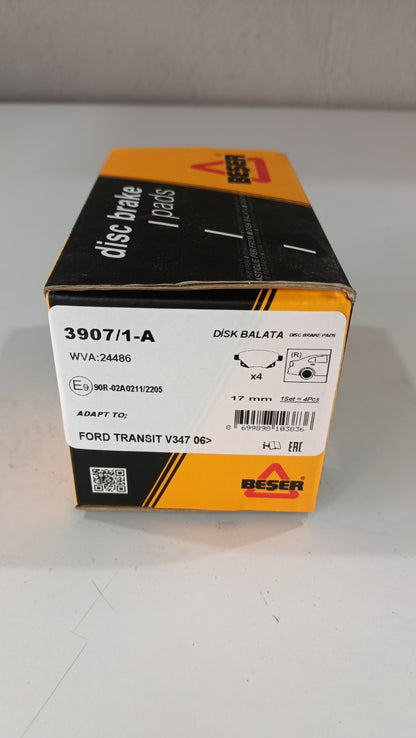 BESER
disc brake
pads
3907/1-A
DİSK BALATA DISC BRAKE PADS
WVA:24486
(R)
x4
E9 90R-02A0211/2205
17 mm 1Set = 4Pcs
ADAPT TO;
8 699898 103836
FORD TRANSIT V347 06>
EAC
BESER